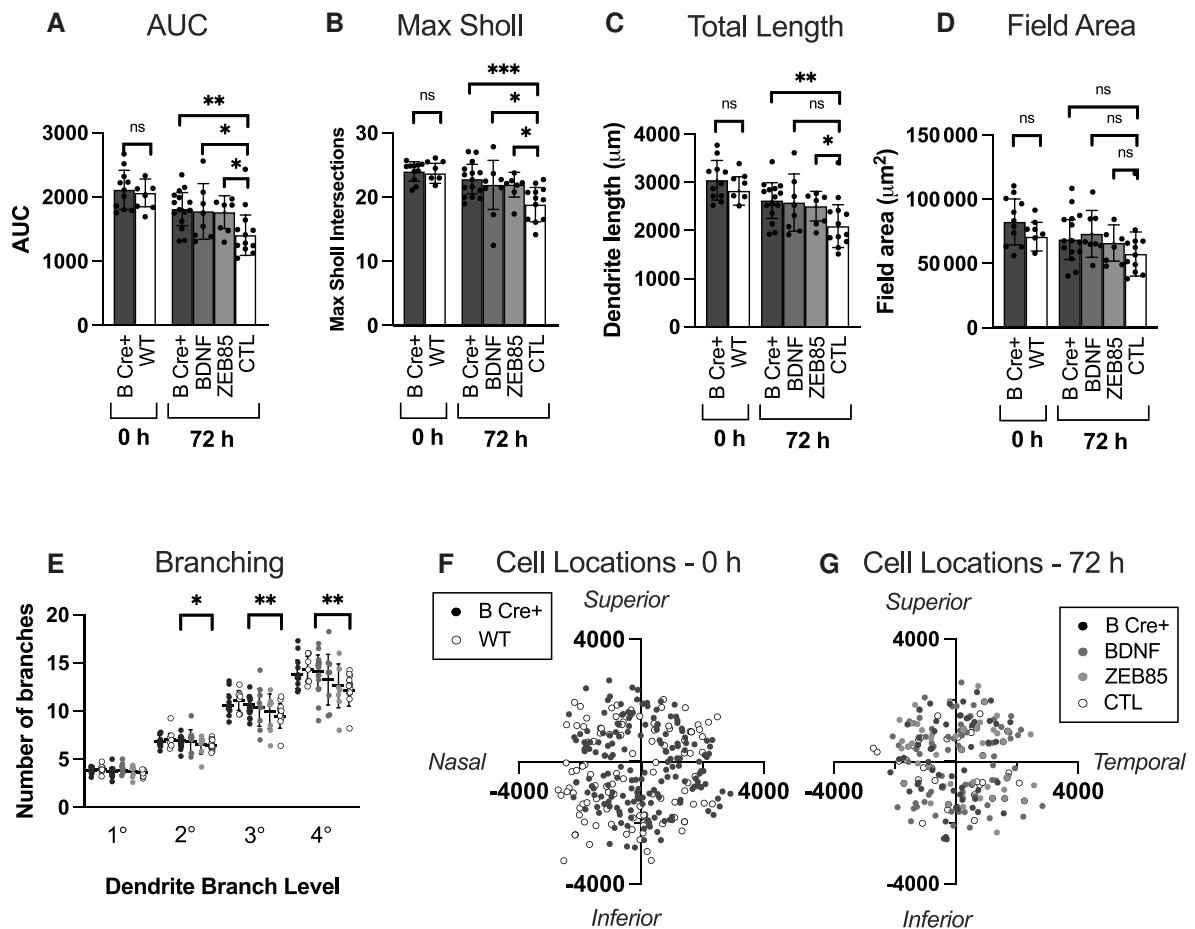 A AUC
B Max Sholl
C Total Length
D Field Area
AUC
3000
2000
1000
0
ns
**
*
*
B Cre+
WT
B Cre+
BDNF
ZEB85
CTL
0 h
72 h
Max Sholl Intersections
30
20
10
0
ns
***
*
*
B Cre+
WT
B Cre+
BDNF
ZEB85
CTL
0 h
72 h
Dendrite length (μm)
4000
3000
2000
1000
0
ns
**
ns
*
B Cre+
WT
B Cre+
BDNF
ZEB85
CTL
0 h
72 h
Field area (μm²)
150 000
100 000
50 000
0
ns
ns
ns
ns
B Cre+
WT
B Cre+
BDNF
ZEB85
CTL
0 h
72 h
E Branching
Number of branches
20
15
10
5
0
*
**
**
1°
2°
3°
4°
Dendrite Branch Level
F Cell Locations - 0 h
B Cre+
WT
Superior
4000
Nasal
-4000
4000
-4000
Inferior
G Cell Locations - 72 h
Superior
B Cre+
BDNF
ZEB85
CTL
4000
Temporal
-4000
4000
-4000
Inferior